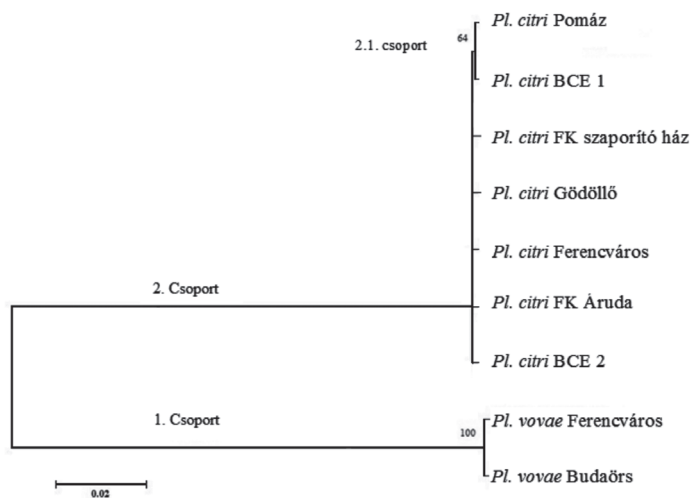 Pl. citri Pomáz
64
2.1. csoport
Pl. citri BCE 1
Pl. citri FK szaporító ház
Pl. citri Gödöllő
Pl. citri Ferencváros
2. Csoport
Pl. citri FK Áruda
Pl. citri BCE 2
1. Csoport
Pl. vovae Ferencváros
100
Pl. vovae Budaörs
0.02